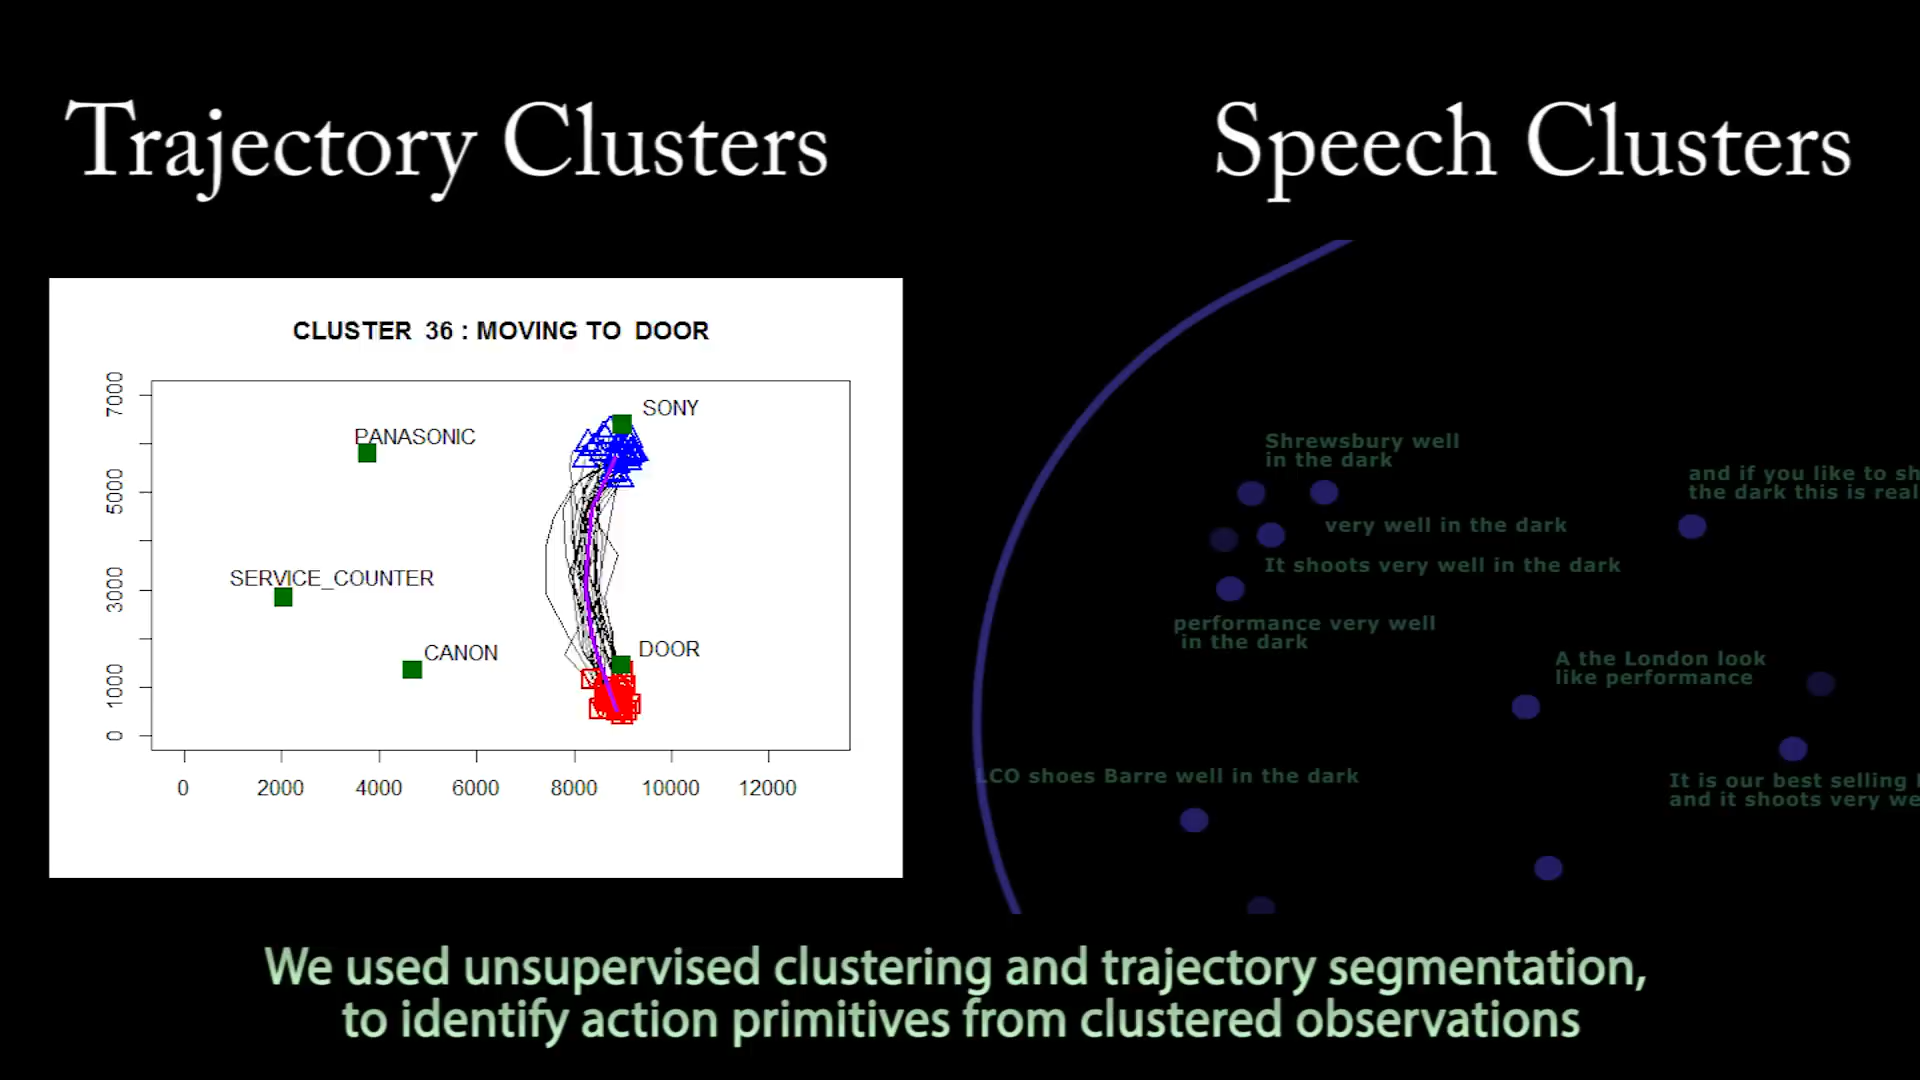 Trajectory Clusters
Speech Clusters
CLUSTER 36 : MOVING TO DOOR
7000
5000
3000
1000
0
SONY
PANASONIC
SERVICE_COUNTER
CANON
DOOR
0 2000 4000 6000 8000 10000 12000
Shrewsbury well
in the dark
and if you like to
the dark this is
very well in the dark
It shoots very well in the dark
performance very well
in the dark
A the London look
like performance
LCO shoes Barre well in the dark
It is our best selling
and it shoots very
We used unsupervised clustering and trajectory segmentation,
to identify action primitives from clustered observations